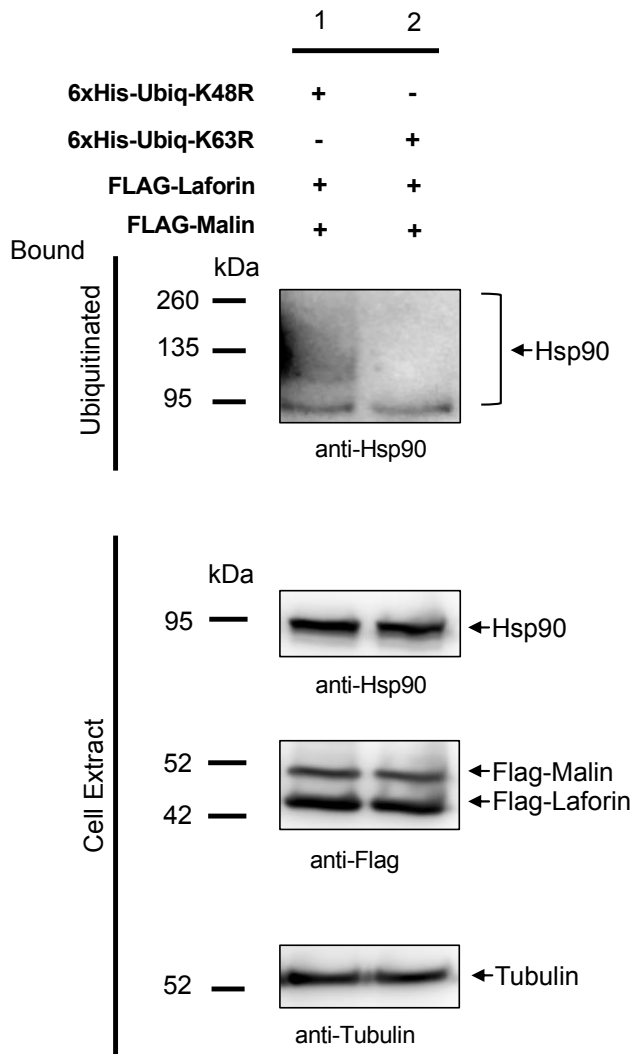 1 2
6xHis-Ubiq-K48R + -
6xHis-Ubiq-K63R - +
FLAG-Laforin + +
FLAG-Malin + +
Bound
kDa
Ubiquitinated
260
135
95
Hsp90
anti-Hsp90
Cell Extract
kDa
95
Hsp90
anti-Hsp90
52
Flag-Malin
42
Flag-Laforin
anti-Flag
52
Tubulin
anti-Tubulin